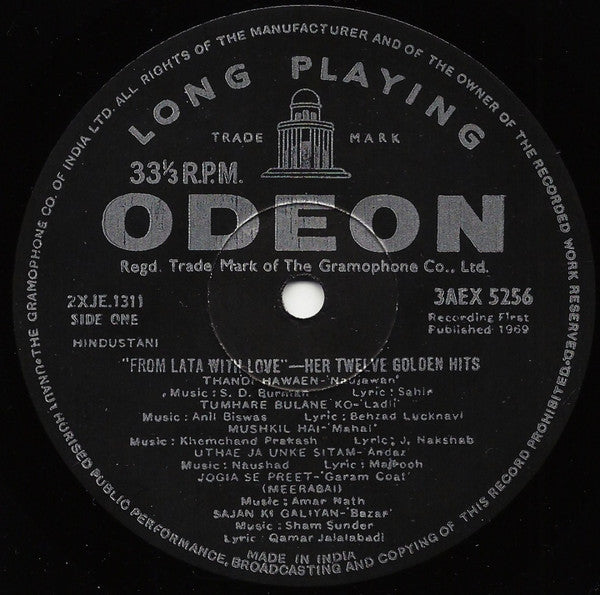 THE GRAMOPHONE CO. OF INDIA LTD. ALL RIGHTS OF THE MANUFACTURER AND OF THE OWNER OF THE RECORDED WORK RESERVED.
UNAUTHORISED PUBLIC PERFORMANCE, BROADCASTING AND COPYING OF THIS RECORD PROHIBITED.
LONG PLAYING
TRADE MARK
33⅓ R.P.M.
ODEON
Regd. Trade Mark of The Gramophone Co., Ltd.
2XJE.1311
3AEX 5256
SIDE ONE
Recording First
Published 1969
HINDUSTANI
"FROM LATA WITH LOVE"—HER TWELVE GOLDEN HITS
THANDI HAWAEN-'Naujawan'
Music: S. D. Burman Lyric: Sahir
TUMHARE BULANE KO-'Ladli'
Music: Anil Biswas Lyric: Behzad Lucknavi
MUSHKIL HAI-'Mahal'
Music: Khemchand Prakash Lyric: J. Nakshab
UTHAE JA UNKE SITAM-Andaz
Music: Naushad Lyric: Majrooh
JOGIA SE PREET-'Garam Coat'
(MEERABAI)
Music: Amar Nath
SAJAN KI GALIYAN-'Bazar'
Music: Sham Sunder
Lyric: Qamar Jalalabadi
MADE IN INDIA